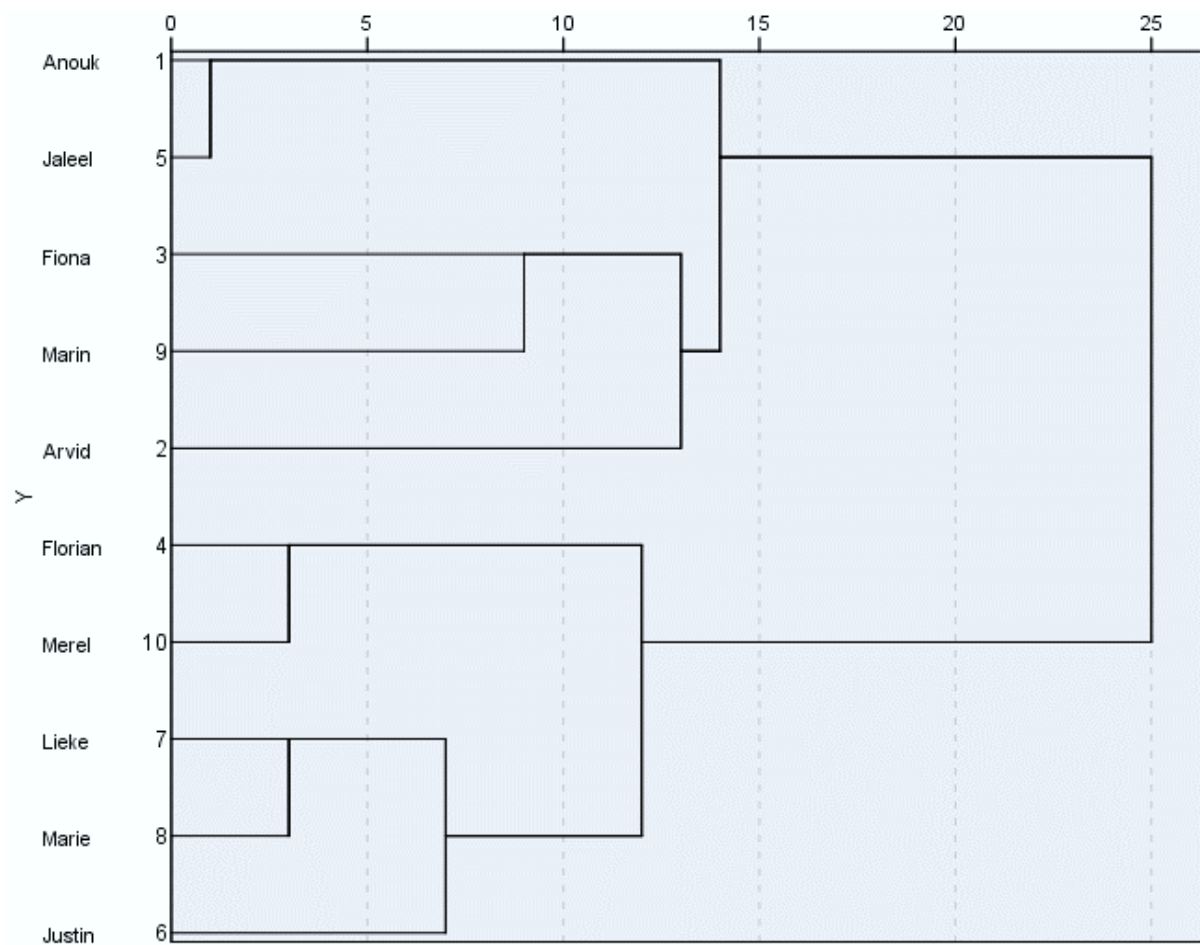 0 5 10 15 20 25
Anouk 1
Jaleel 5
Fiona 3
Marin 9
Arvid 2
Y
Florian 4
Merel 10
Lieke 7
Marie 8
Justin 6